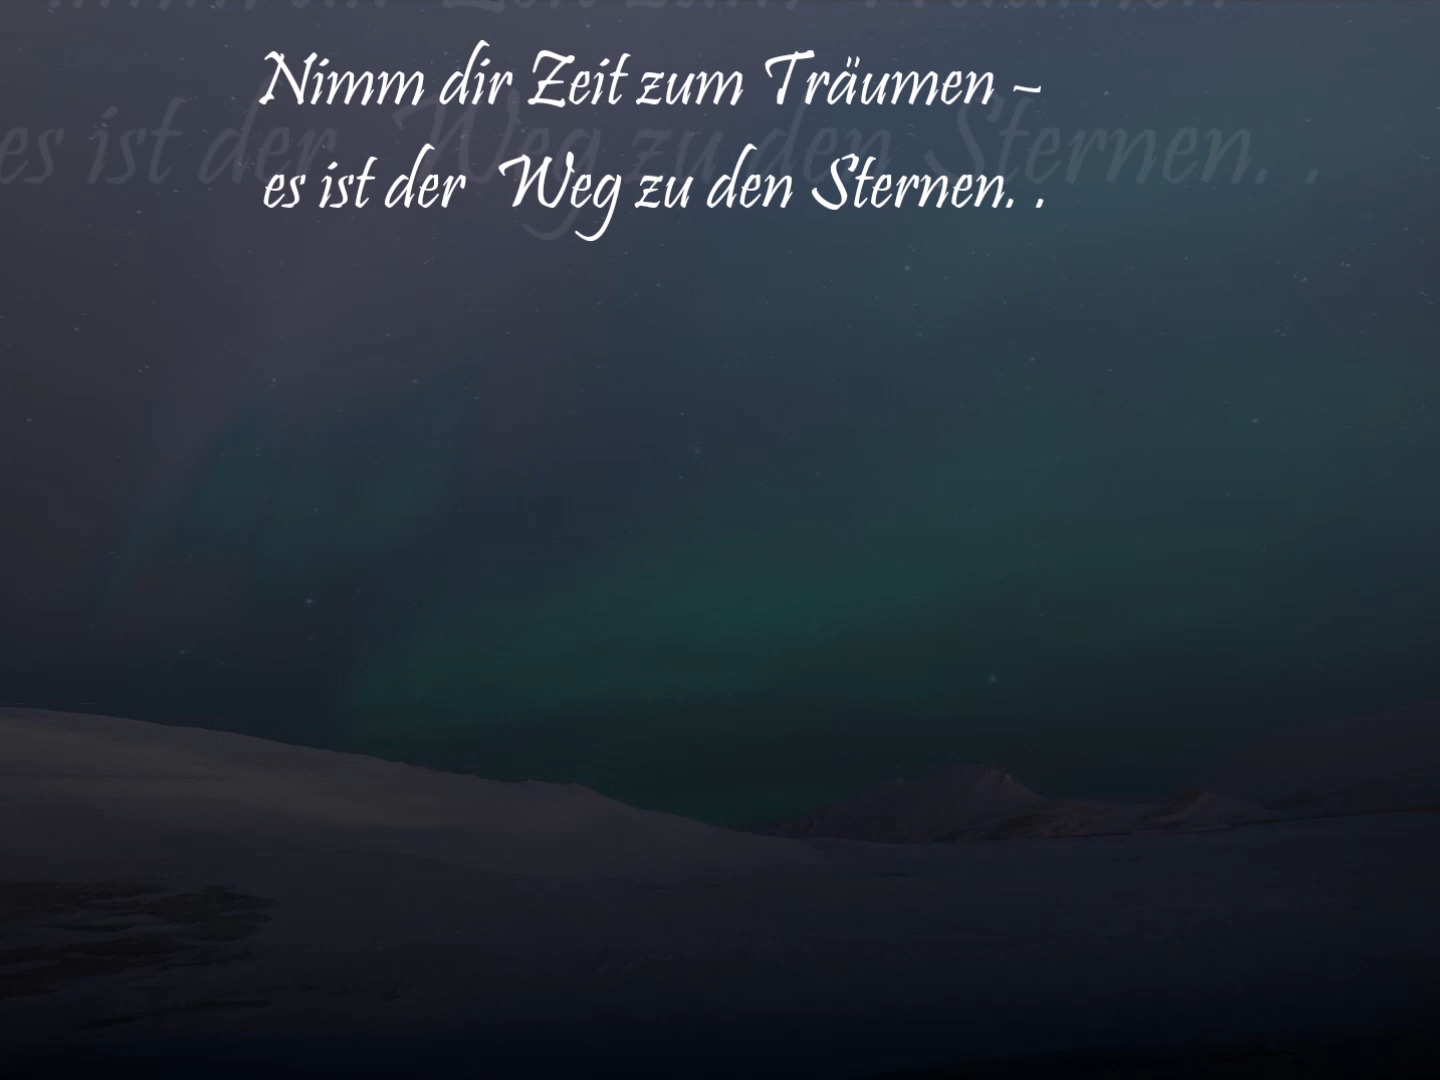 Nimm dir Zeit zum Träumen –
es ist der Weg zu den Sternen. .